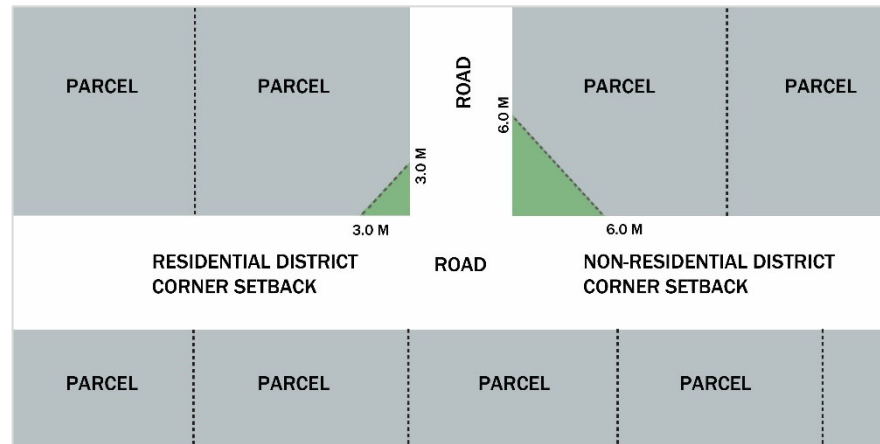 PARCEL
PARCEL
ROAD
PARCEL
PARCEL
6.0 M
3.0 M
3.0 M
6.0 M
RESIDENTIAL DISTRICT
CORNER SETBACK
ROAD
NON-RESIDENTIAL DISTRICT
CORNER SETBACK
PARCEL
PARCEL
PARCEL
PARCEL